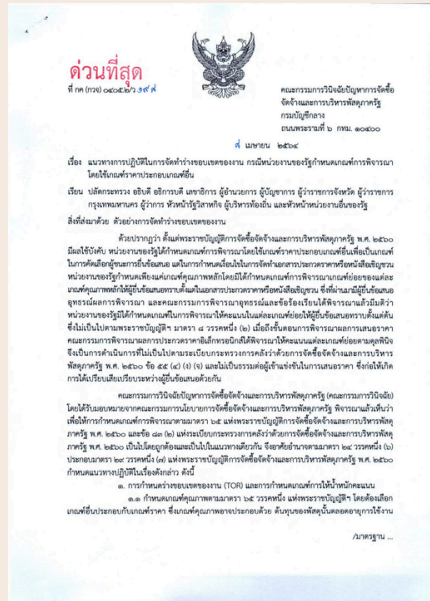 ด่วนที่สุด
ที่ กค (กวจ) ๐๔๐๕.๒/ว ๑๙๙
คณะกรรมการวินิจฉัยปัญหาการจัดซื้อ
จัดจ้างและการบริหารพัสดุภาครัฐ
กรมบัญชีกลาง
ถนนพระรามที่ ๖ กทม. ๑๐๔๐๐
เมษายน ๒๕๖๔
เรื่อง แนวทางการปฏิบัติในการจัดทำร่างขอบเขตของงาน กรณีหน่วยงานของรัฐกำหนดเกณฑ์การพิจารณา
โดยใช้เกณฑ์ราคาประกอบเกณฑ์อื่น
เรียน ปลัดกระทรวง อธิบดี อธิการบดี เลขาธิการ ผู้อำนวยการ ผู้บัญชาการ ผู้ว่าราชการจังหวัด ผู้ว่าราชการ
กรุงเทพมหานคร ผู้ว่าการ หัวหน้ารัฐวิสาหกิจ ผู้บริหารท้องถิ่น และหัวหน้าหน่วยงานอื่นของรัฐ
สิ่งที่ส่งมาด้วย ตัวอย่างการจัดทำร่างขอบเขตของงาน
ด้วยปรากฏว่า ตั้งแต่พระราชบัญญัติการจัดซื้อจัดจ้างและการบริหารพัสดุภาครัฐ พ.ศ. ๒๕๖๐
มีผลใช้บังคับ หน่วยงานของรัฐได้กำหนดเกณฑ์การพิจารณาโดยใช้เกณฑ์ราคาประกอบเกณฑ์อื่นเพื่อเป็นเกณฑ์
ในการคัดเลือกผู้ชนะการยื่นข้อเสนอ แต่ในการกำหนดเงื่อนไขในการจัดทำเอกสารประกวดราคาหรือหนังสือเชิญชวน
หน่วยงานของรัฐกำหนดเพียงแค่เกณฑ์คุณภาพหลักโดยมิได้กำหนดเกณฑ์การพิจารณาเกณฑ์ย่อยของแต่ละ
เกณฑ์คุณภาพหลักให้ผู้ยื่นข้อเสนอทราบตั้งแต่ในเอกสารประกวดราคาหรือหนังสือเชิญชวน ซึ่งที่ผ่านมามีผู้ยื่นข้อเสนอ
อุทธรณ์ผลการพิจารณา และคณะกรรมการพิจารณาอุทธรณ์และข้อร้องเรียนได้พิจารณาแล้วมีมติว่า
หน่วยงานของรัฐมิได้กำหนดเกณฑ์ในการพิจารณาให้คะแนนในแต่ละเกณฑ์ย่อยให้ผู้ยื่นข้อเสนอทราบตั้งแต่ต้น
ซึ่งไม่เป็นไปตามพระราชบัญญัติฯ มาตรา ๘ วรรคหนึ่ง (๒) เมื่อถึงขั้นตอนการพิจารณาผลการเสนอราคา
คณะกรรมการพิจารณาผลการประกวดราคาอิเล็กทรอนิกส์ได้พิจารณาให้คะแนนแต่ละเกณฑ์ย่อยตามดุลพินิจ
จึงเป็นการดำเนินการที่ไม่เป็นไปตามระเบียบกระทรวงการคลังว่าด้วยการจัดซื้อจัดจ้างและการบริหาร
พัสดุภาครัฐ พ.ศ. ๒๕๖๐ ข้อ ๕๕ (๔) (ง) (จ) และไม่เป็นธรรมต่อผู้เข้าแข่งขันในการเสนอราคา ซึ่งก่อให้เกิด
การได้เปรียบเสียเปรียบระหว่างผู้ยื่นข้อเสนอด้วยกัน
คณะกรรมการวินิจฉัยปัญหาการจัดซื้อจัดจ้างและการบริหารพัสดุภาครัฐ (คณะกรรมการวินิจฉัย)
โดยได้รับมอบหมายจากคณะกรรมการนโยบายการจัดซื้อจัดจ้างและการบริหารพัสดุภาครัฐ พิจารณาแล้วเห็นว่า
เพื่อให้การกำหนดเกณฑ์การพิจารณาตามมาตรา ๖๕ แห่งพระราชบัญญัติการจัดซื้อจัดจ้างและการบริหารพัสดุ
ภาครัฐ พ.ศ. ๒๕๖๐ และข้อ ๘๓ (๒) แห่งระเบียบกระทรวงการคลังว่าด้วยการจัดซื้อจัดจ้างและการบริหารพัสดุ
ภาครัฐ พ.ศ. ๒๕๖๐ เป็นไปโดยถูกต้องและเป็นไปในแนวทางเดียวกัน จึงอาศัยอำนาจตามมาตรา ๒๔ วรรคหนึ่ง (๖)
ประกอบมาตรา ๒๙ วรรคหนึ่ง (๗) แห่งพระราชบัญญัติการจัดซื้อจัดจ้างและการบริหารพัสดุภาครัฐ พ.ศ. ๒๕๖๐
กำหนดแนวทางปฏิบัติในเรื่องดังกล่าว ดังนี้
๑. การกำหนดร่างขอบเขตของงาน (TOR) และการกำหนดเกณฑ์การให้น้ำหนักคะแนน
๑.๑ กำหนดเกณฑ์คุณภาพตามมาตรา ๖๕ วรรคหนึ่ง แห่งพระราชบัญญัติฯ โดยต้องเลือก
เกณฑ์อื่นประกอบกับเกณฑ์ราคา ซึ่งเกณฑ์คุณภาพอาจประกอบด้วย ต้นทุนของพัสดุนั้นตลอดอายุการใช้งาน
/มาตรฐาน ...